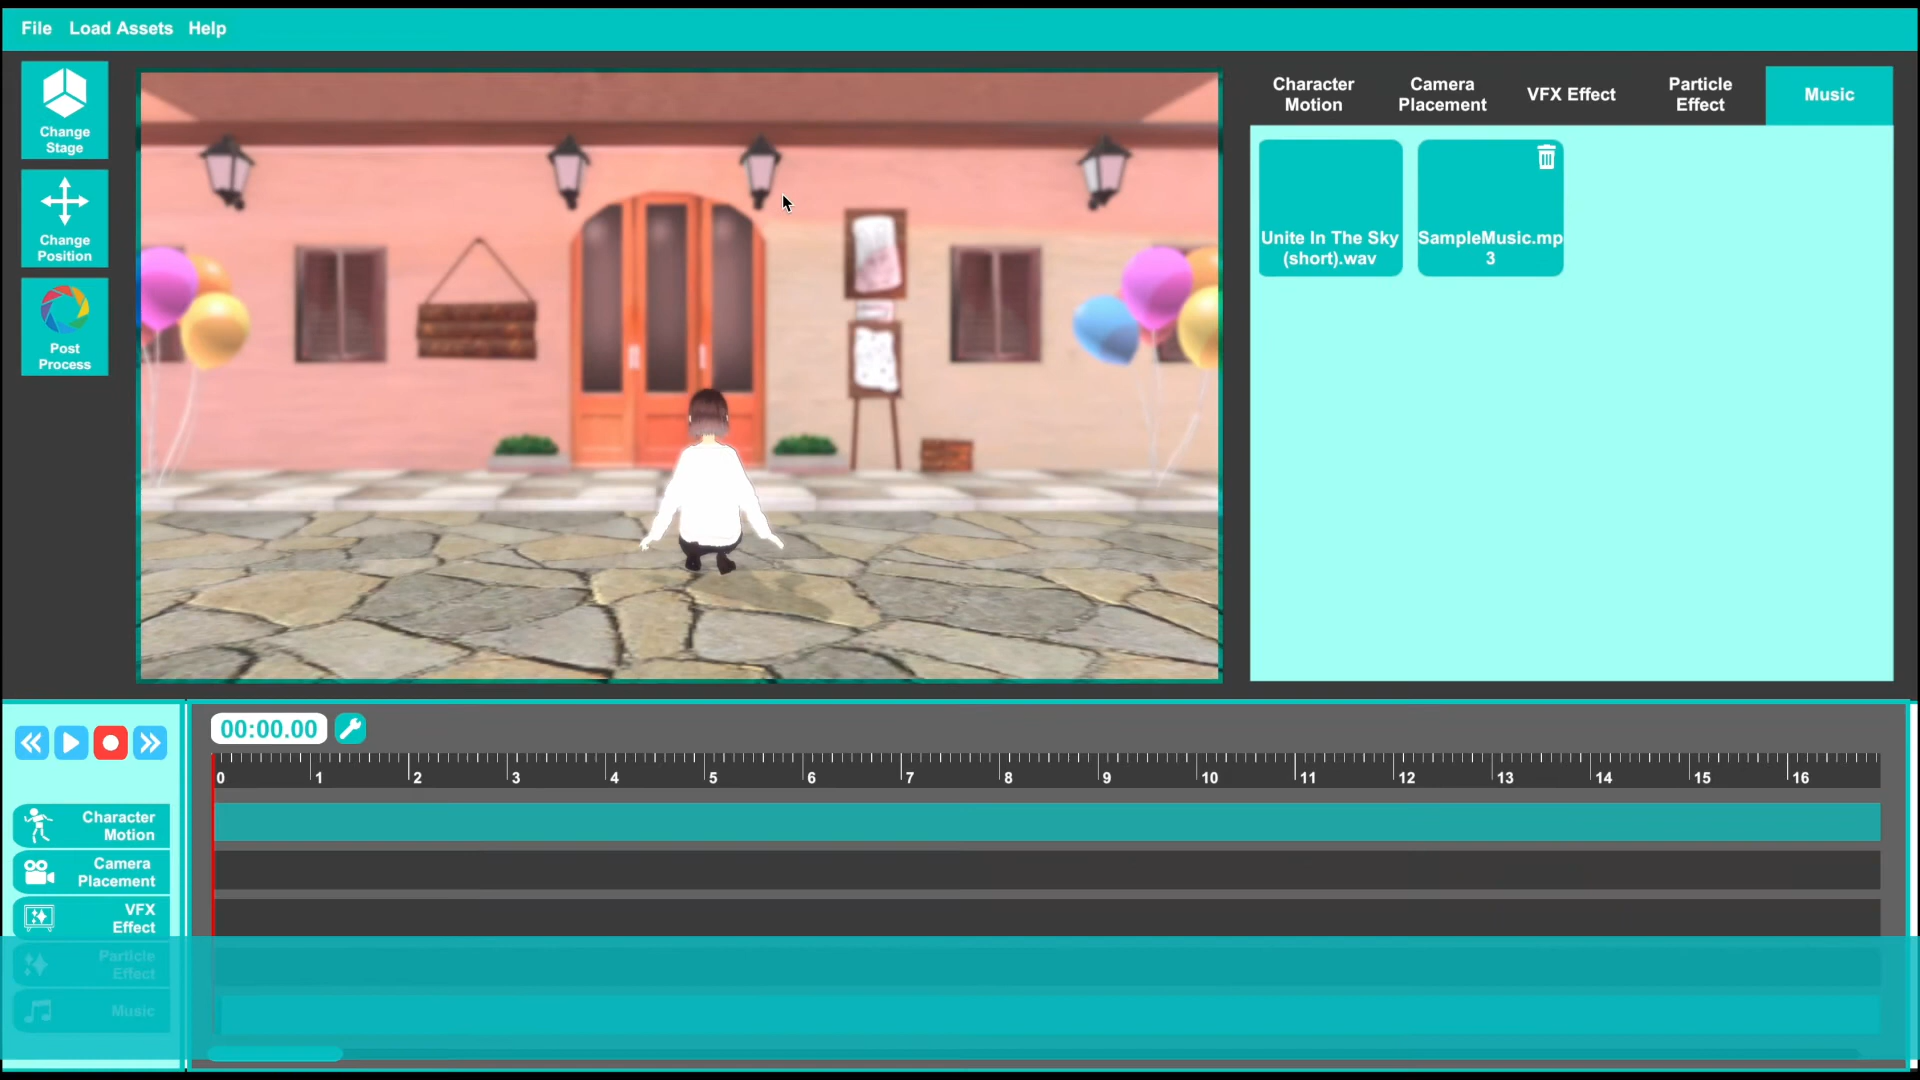 File Load Assets Help
Change
Stage
Change
Position
Post
Process
Character
Motion
Camera
Placement
VFX Effect
Particle
Effect
Music
Unite In The Sky
(short).wav
SampleMusic.mp
3
00:00.00
0 1 2 3 4 5 6 7 8 9 10 11 12 13 14 15 16
Character
Motion
Camera
Placement
VFX
Effect
Particle
Effect
Music